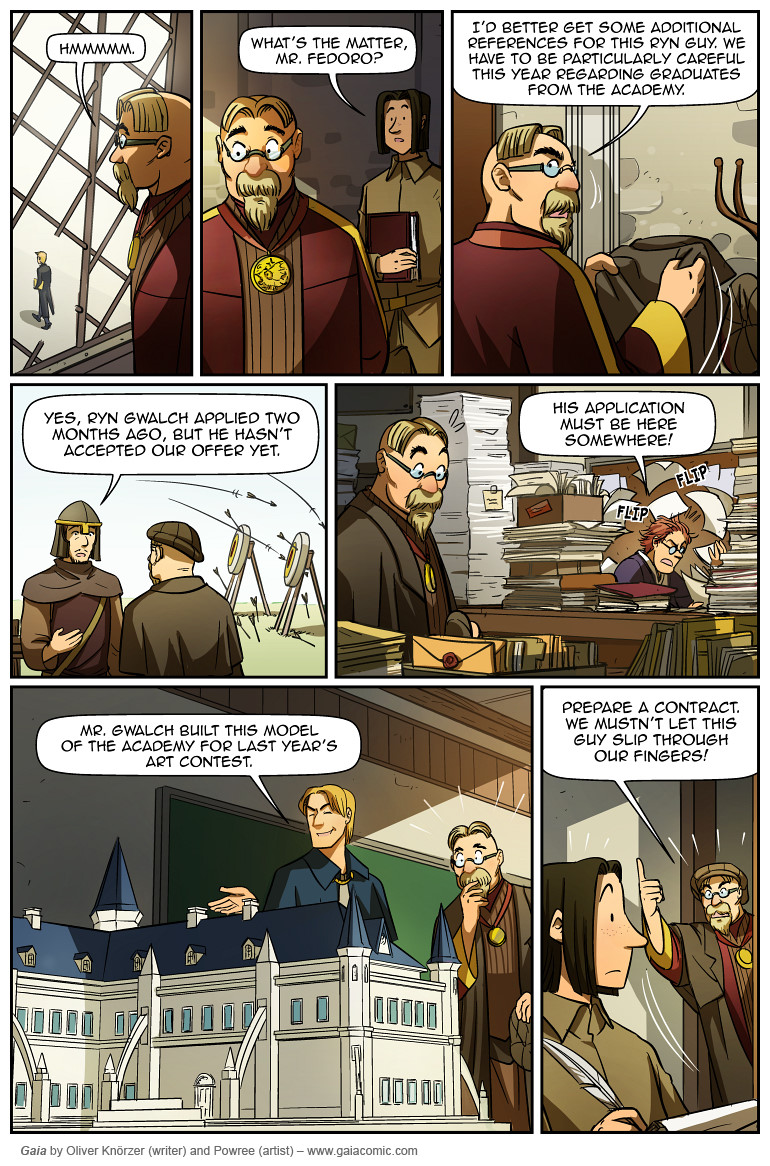 HMMMMM.
WHAT'S THE MATTER,
MR. FEDORO?
I'D BETTER GET SOME ADDITIONAL
REFERENCES FOR THIS RYN GUY. WE
HAVE TO BE PARTICULARLY CAREFUL
THIS YEAR REGARDING GRADUATES
FROM THE ACADEMY.
YES, RYN GWALCH APPLIED TWO
MONTHS AGO, BUT HE HASN'T
ACCEPTED OUR OFFER YET.
HIS APPLICATION
MUST BE HERE
SOMEWHERE!
FLIP
FLIP
MR. GWALCH BUILT THIS MODEL
OF THE ACADEMY FOR LAST YEAR'S
ART CONTEST.
PREPARE A CONTRACT.
WE MUSTN'T LET THIS
GUY SLIP THROUGH
OUR FINGERS!
Gaia by Oliver Knörzer (writer) and Powree (artist) – www.gaiacomic.com